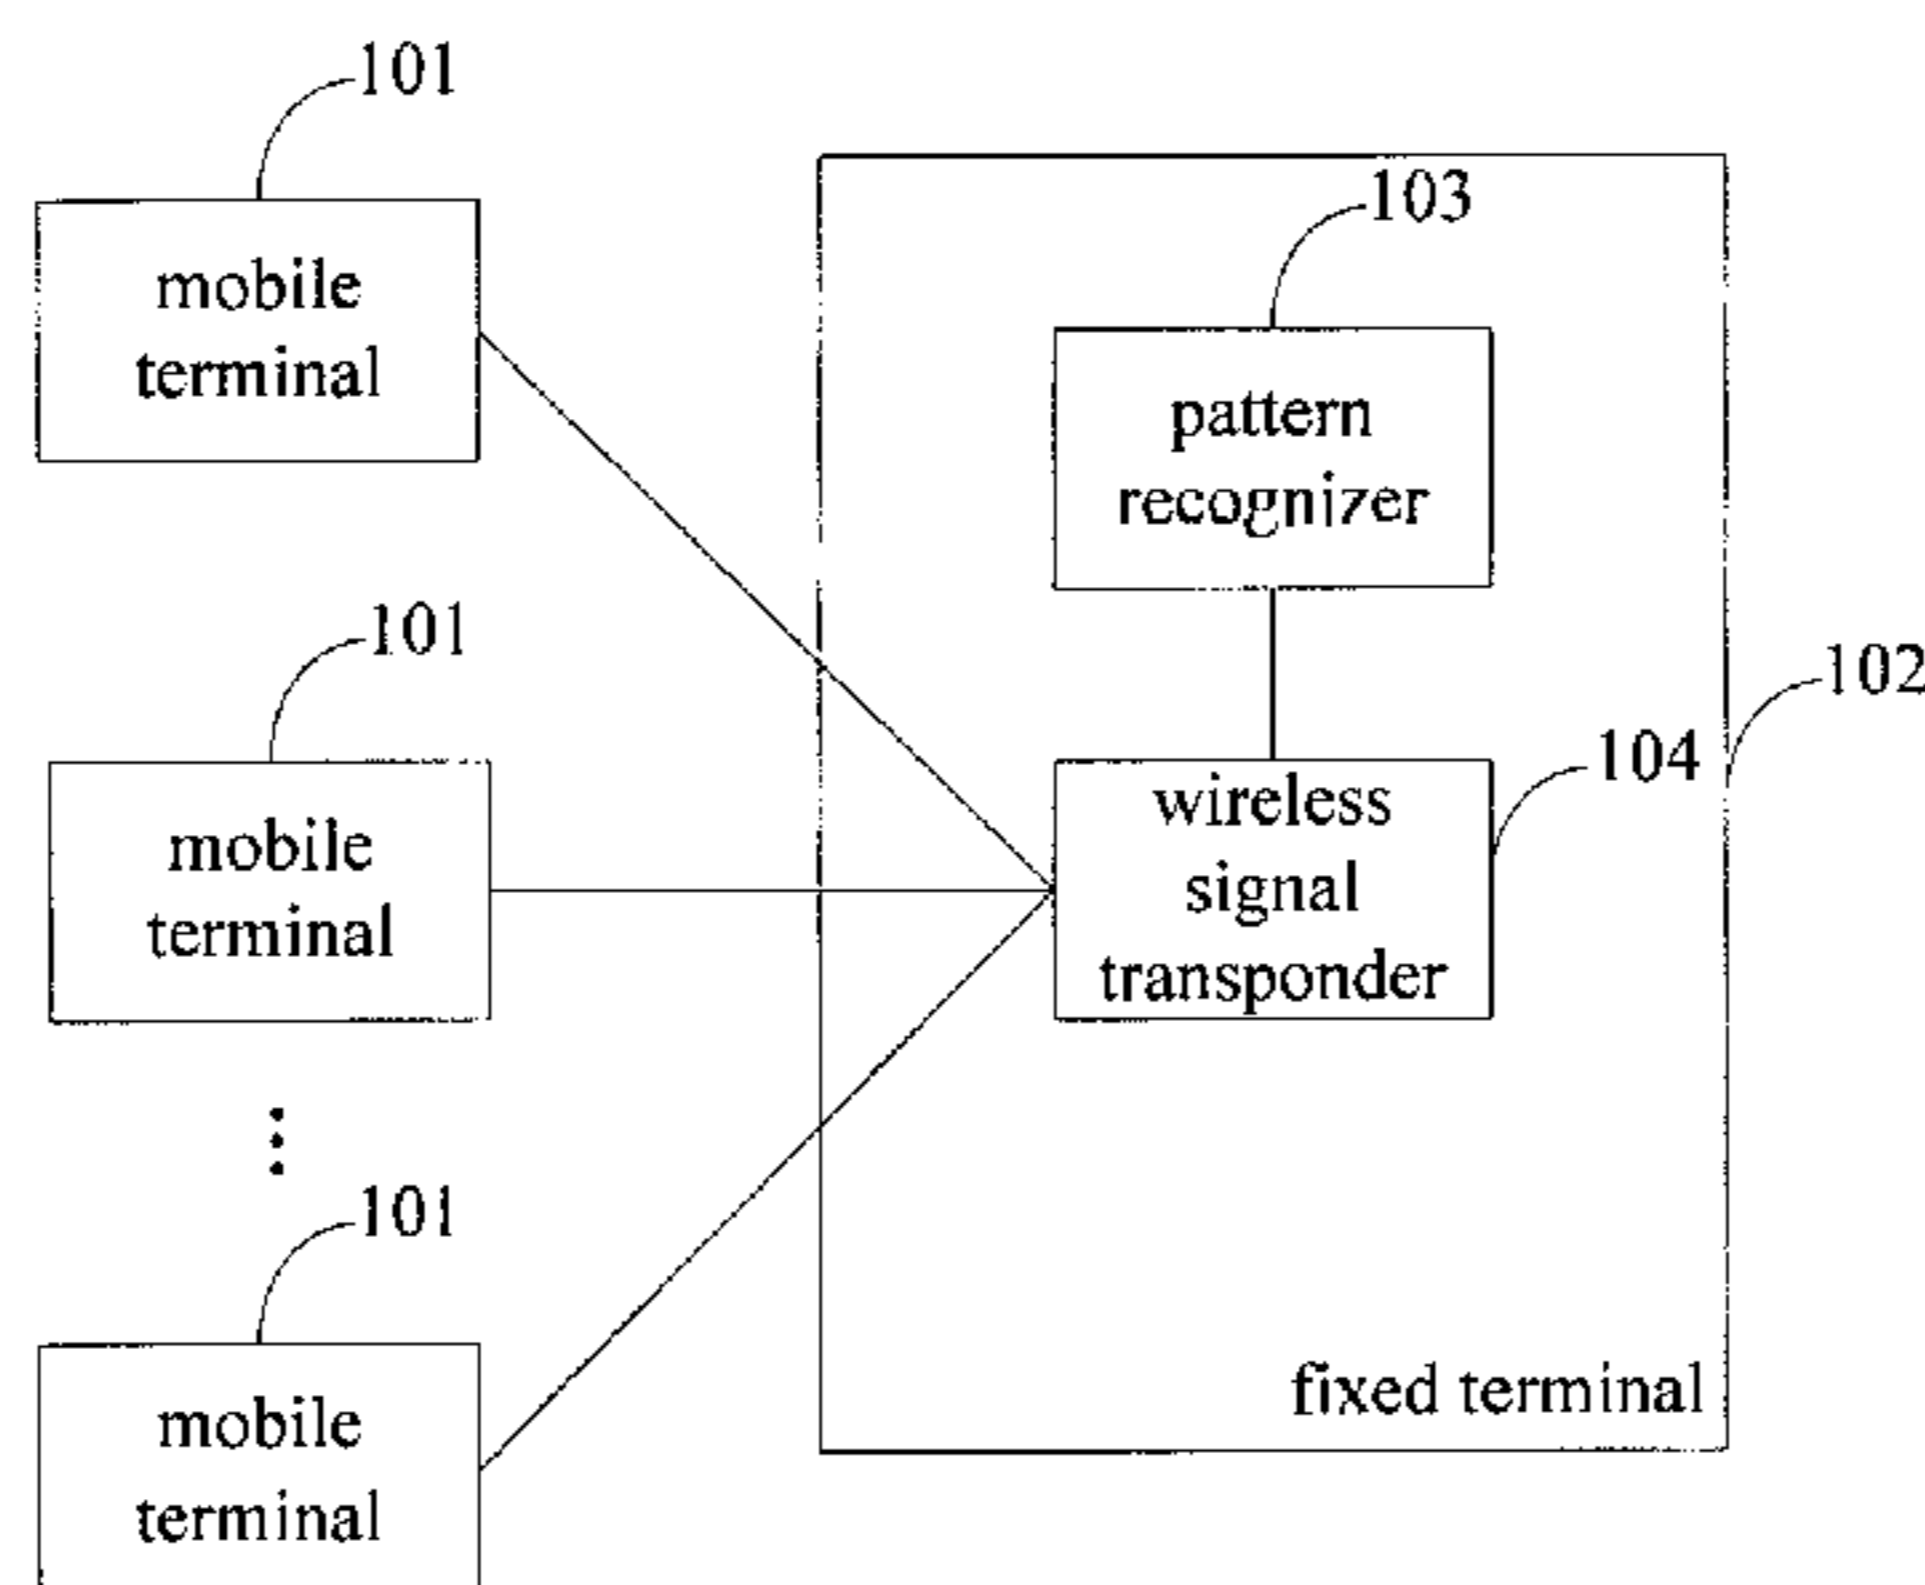 101
mobile
terminal
101
mobile
terminal
101
mobile
terminal
103
pattern
recognizer
102
104
wireless
signal
transponder
fixed terminal